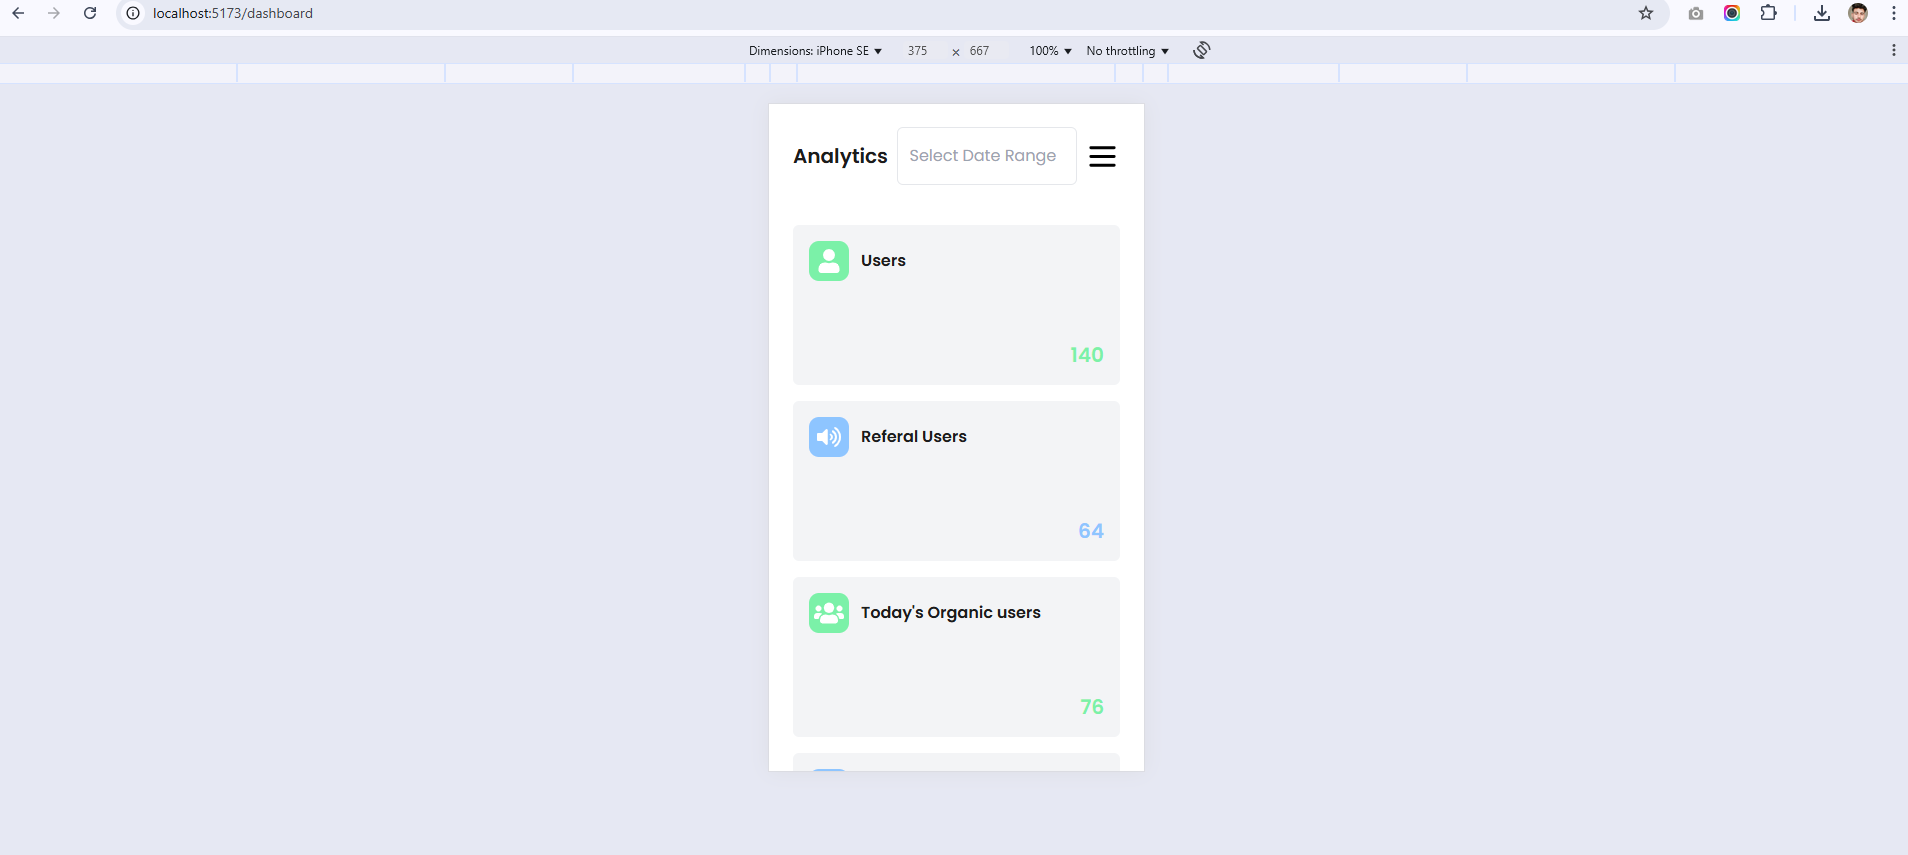 localhost:5173/dashboard
Dimensions: iPhone SE ▼ 375 × 667 100% ▼ No throttling ▼
Analytics Select Date Range
Users
140
Referal Users
64
Today's Organic users
76